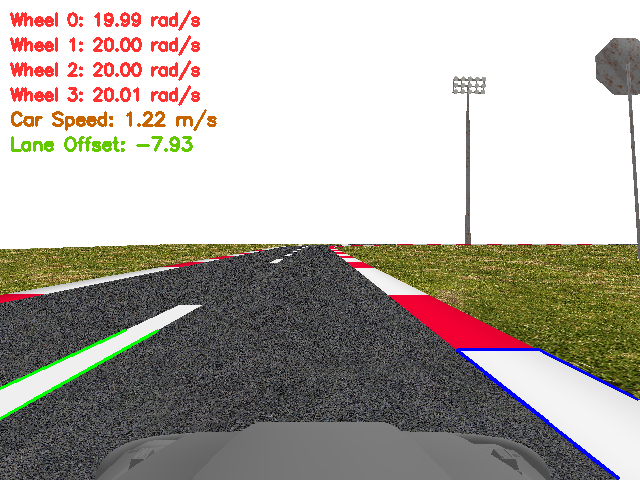 Wheel 0: 19.99 rad/s
Wheel 1: 20.00 rad/s
Wheel 2: 20.00 rad/s
Wheel 3: 20.01 rad/s
Car Speed: 1.22 m/s
Lane Offset: -7.93